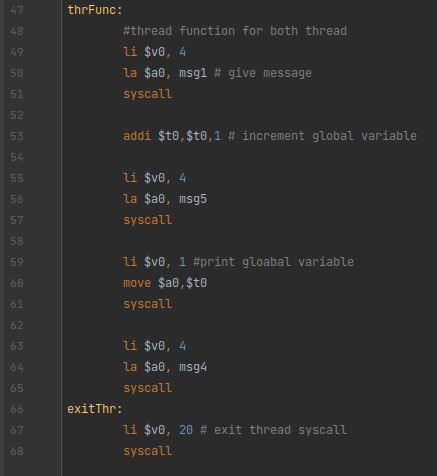 47 thrFunc:
48 #thread function for both thread
49 li $v0, 4
50 la $a0, msg1 # give message
51 syscall
52
53 addi $t0,$t0,1 # increment global variable
54
55 li $v0, 4
56 la $a0, msg5
57 syscall
58
59 li $v0, 1 #print gloabal variable
60 move $a0,$t0
61 syscall
62
63 li $v0, 4
64 la $a0, msg4
65 syscall
66 exitThr:
67 li $v0, 20 # exit thread syscall
68 syscall